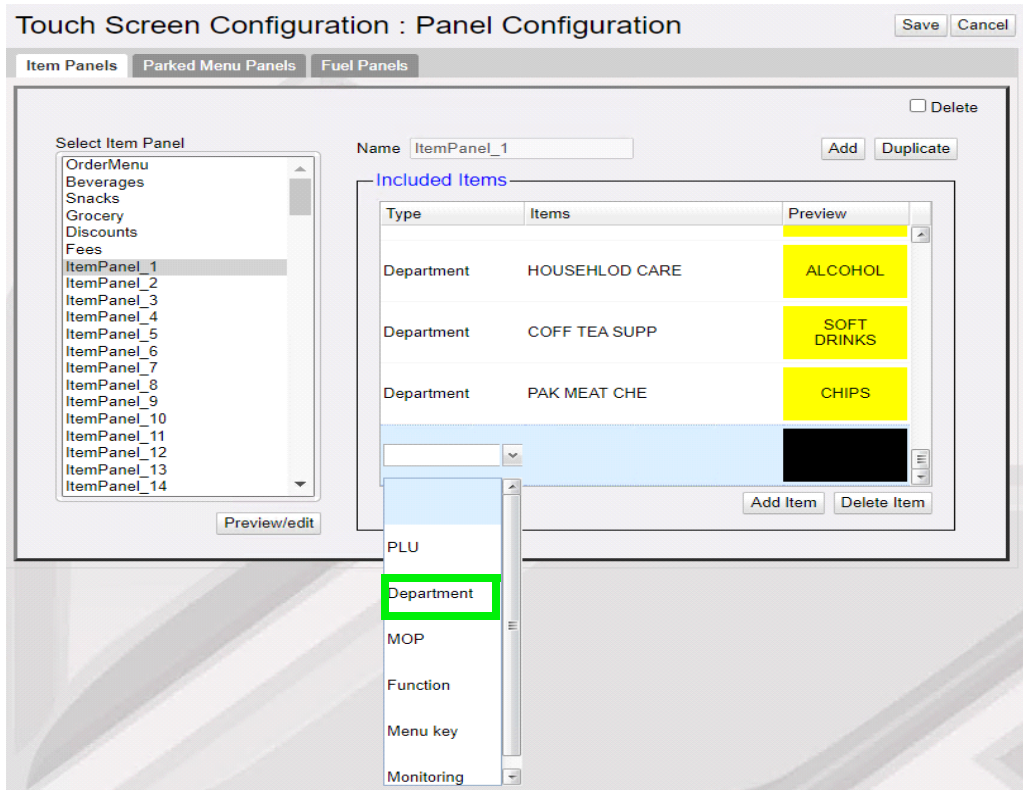 Touch Screen Configuration : Panel Configuration
Save Cancel
Item Panels Parked Menu Panels Fuel Panels
Delete
Select Item Panel
OrderMenu
Beverages
Snacks
Grocery
Discounts
Fees
ItemPanel_1
ItemPanel_2
ItemPanel_3
ItemPanel_4
ItemPanel_5
ItemPanel_6
ItemPanel_7
ItemPanel_8
ItemPanel_9
ItemPanel_10
ItemPanel_11
ItemPanel_12
ItemPanel_13
ItemPanel_14
Preview/edit
Name ItemPanel_1
Add Duplicate
Included Items
Type Items Preview
Department HOUSEHLOD CARE ALCOHOL
Department COFF TEA SUPP SOFT
DRINKS
Department PAK MEAT CHE CHIPS
Add Item Delete Item
PLU
Department
MOP
Function
Menu key
Monitoring